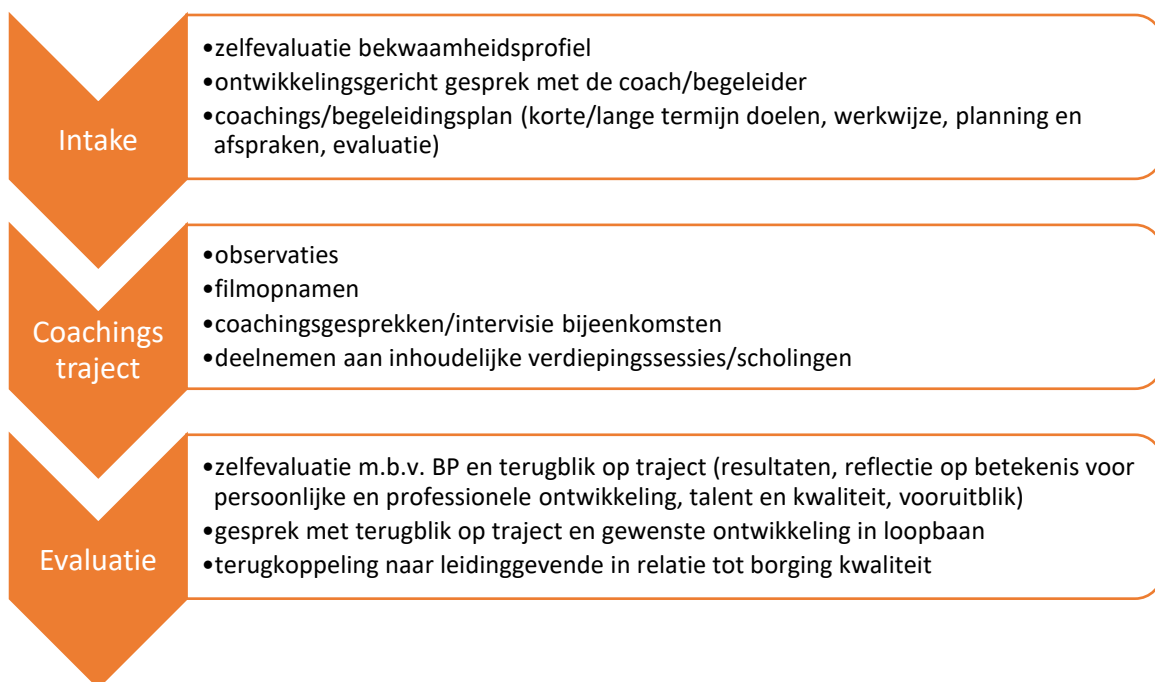 Intake
•zelfevaluatie bekwaamheidsprofiel
•ontwikkelingsgericht gesprek met de coach/begeleider
•coachings/begeleidingsplan (korte/lange termijn doelen, werkwijze, planning en
afspraken, evaluatie)
Coachings
traject
•observaties
•filmopnamen
•coachingsgesprekken/intervisie bijeenkomsten
•deelnemen aan inhoudelijke verdiepingssessies/scholingen
Evaluatie
•zelfevaluatie m.b.v. BP en terugblik op traject (resultaten, reflectie op betekenis voor
persoonlijke en professionele ontwikkeling, talent en kwaliteit, vooruitblik)
•gesprek met terugblik op traject en gewenste ontwikkeling in loopbaan
•terugkoppeling naar leidinggevende in relatie tot borging kwaliteit